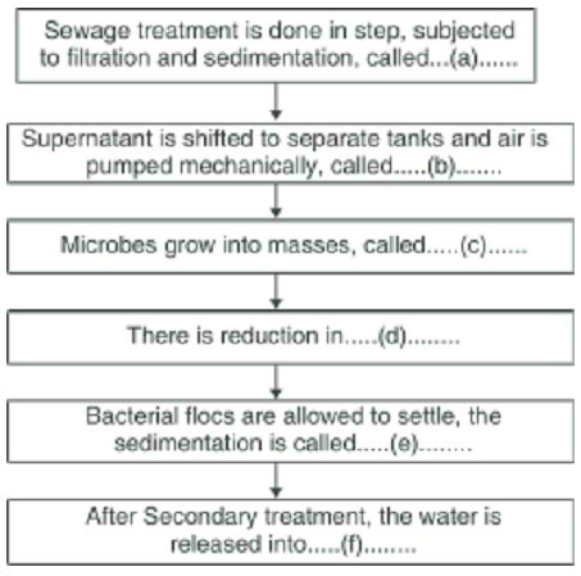 Sewage treatment is done in step, subjected
to filtration and sedimentation, called...(a)......
Supernatant is shifted to separate tanks and air is
pumped mechanically, called.....(b).......
Microbes grow into masses, called.....(c)......
There is reduction in.....(d)........
Bacterial flocs are allowed to settle, the
sedimentation is called.....(e)........
After Secondary treatment, the water is
released into.....(f)........